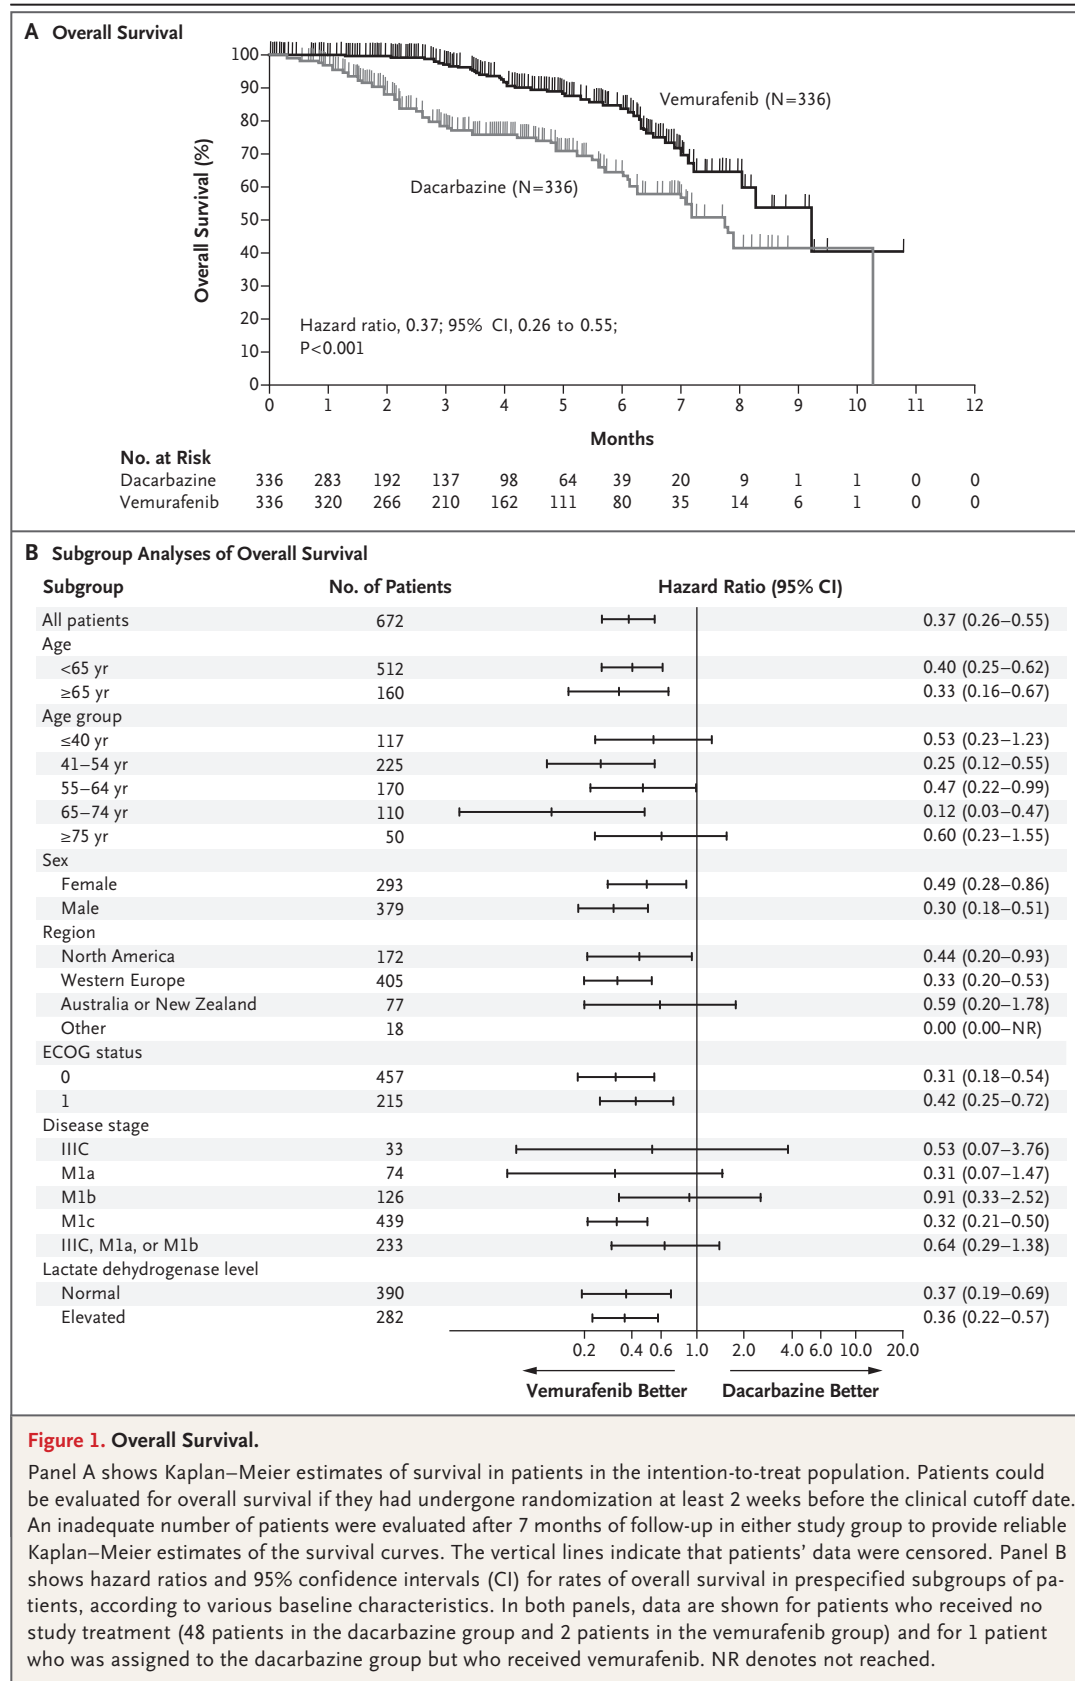 A Overall Survival
100
90
80
70
60
50
40
30
20
10
0
Overall Survival (%)
Vemurafenib (N=336)
Dacarbazine (N=336)
Hazard ratio, 0.37; 95% CI, 0.26 to 0.55;
P<0.001
0 1 2 3 4 5 6 7 8 9 10 11 12
Months
No. at Risk
Dacarbazine 336 283 192 137 98 64 39 20 9 1 1 0 0
Vemurafenib 336 320 266 210 162 111 80 35 14 6 1 0 0
B Subgroup Analyses of Overall Survival
Subgroup No. of Patients Hazard Ratio (95% CI)
All patients 672 0.37 (0.26–0.55)
Age
<65 yr 512 0.40 (0.25–0.62)
≥65 yr 160 0.33 (0.16–0.67)
Age group
≤40 yr 117 0.53 (0.23–1.23)
41–54 yr 225 0.25 (0.12–0.55)
55–64 yr 170 0.47 (0.22–0.99)
65–74 yr 110 0.12 (0.03–0.47)
≥75 yr 50 0.60 (0.23–1.55)
Sex
Female 293 0.49 (0.28–0.86)
Male 379 0.30 (0.18–0.51)
Region
North America 172 0.44 (0.20–0.93)
Western Europe 405 0.33 (0.20–0.53)
Australia or New Zealand 77 0.59 (0.20–1.78)
Other 18 0.00 (0.00–NR)
ECOG status
0 457 0.31 (0.18–0.54)
1 215 0.42 (0.25–0.72)
Disease stage
IIIC 33 0.53 (0.07–3.76)
M1a 74 0.31 (0.07–1.47)
M1b 126 0.91 (0.33–2.52)
M1c 439 0.32 (0.21–0.50)
IIIC, M1a, or M1b 233 0.64 (0.29–1.38)
Lactate dehydrogenase level
Normal 390 0.37 (0.19–0.69)
Elevated 282 0.36 (0.22–0.57)
0.2 0.4 0.6 1.0 2.0 4.0 6.0 10.0 20.0
Vemurafenib Better Dacarbazine Better
Figure 1. Overall Survival.
Panel A shows Kaplan–Meier estimates of survival in patients in the intention-to-treat population. Patients could
be evaluated for overall survival if they had undergone randomization at least 2 weeks before the clinical cutoff date.
An inadequate number of patients were evaluated after 7 months of follow-up in either study group to provide reliable
Kaplan–Meier estimates of the survival curves. The vertical lines indicate that patients’ data were censored. Panel B
shows hazard ratios and 95% confidence intervals (CI) for rates of overall survival in prespecified subgroups of pa-
tients, according to various baseline characteristics. In both panels, data are shown for patients who received no
study treatment (48 patients in the dacarbazine group and 2 patients in the vemurafenib group) and for 1 patient
who was assigned to the dacarbazine group but who received vemurafenib. NR denotes not reached.